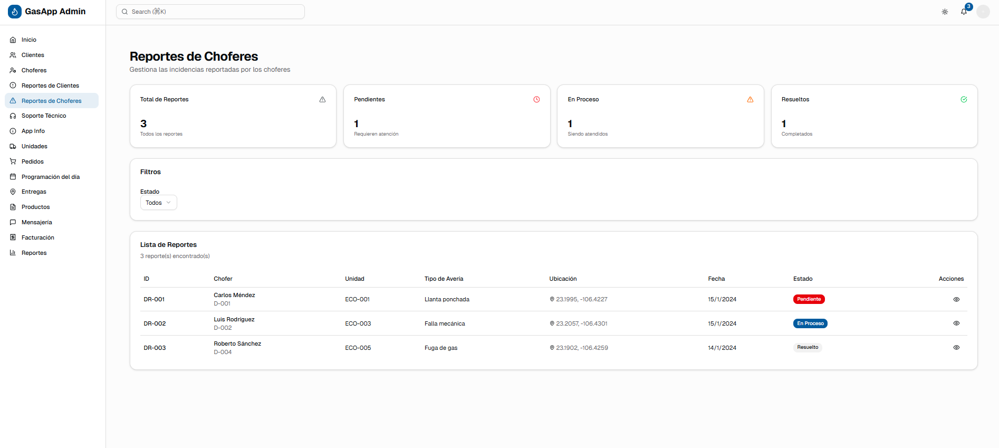 GasApp Admin
Search (⌘K)
3
Inicio
Clientes
Choferes
Reportes de Clientes
Reportes de Choferes
Soporte Técnico
App Info
Unidades
Pedidos
Programación del día
Entregas
Productos
Mensajería
Facturación
Reportes
Reportes de Choferes
Gestiona las incidencias reportadas por los choferes
Total de Reportes
3
Todos los reportes
Pendientes
1
Requieren atención
En Proceso
1
Siendo atendidos
Resueltos
1
Completados
Filtros
Estado
Todos
Lista de Reportes
3 reporte(s) encontrado(s)
ID Chofer Unidad Tipo de Avería Ubicación Fecha Estado Acciones
DR-001 Carlos Méndez D-001 ECO-001 Llanta ponchada 23.1995, -106.4227 15/1/2024 Pendiente
DR-002 Luis Rodríguez D-002 ECO-003 Falla mecánica 23.2057, -106.4301 15/1/2024 En Proceso
DR-003 Roberto Sánchez D-004 ECO-005 Fuga de gas 23.1902, -106.4259 14/1/2024 Resuelto